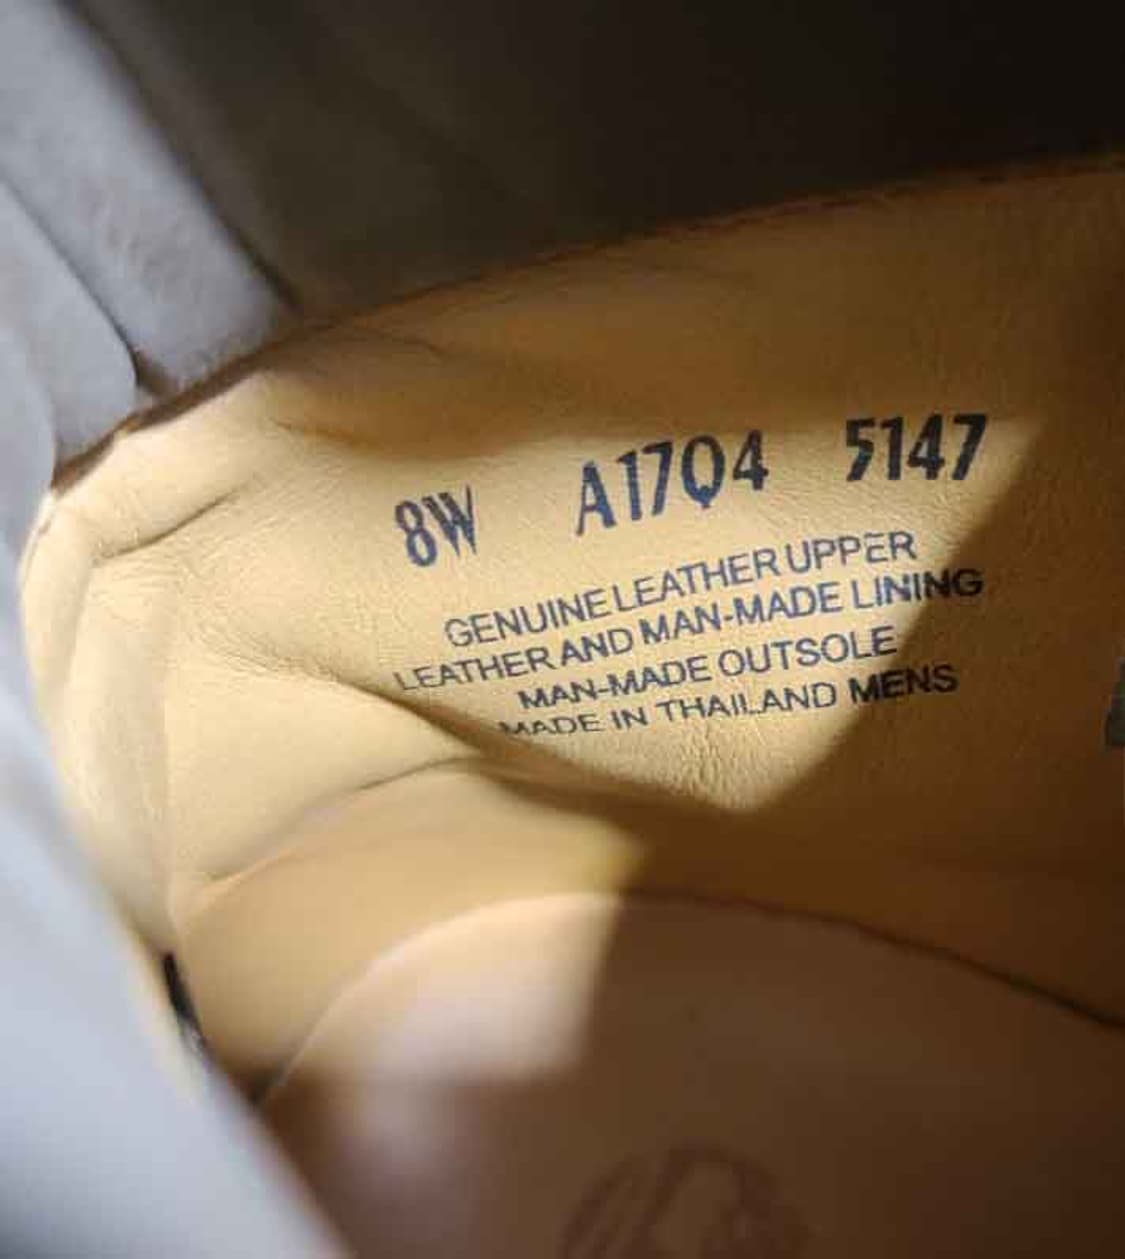 8W A17Q4 5147
GENUINE LEATHER UPPER
LEATHER AND MAN-MADE LINING
MAN-MADE OUTSOLE
MADE IN THAILAND MENS